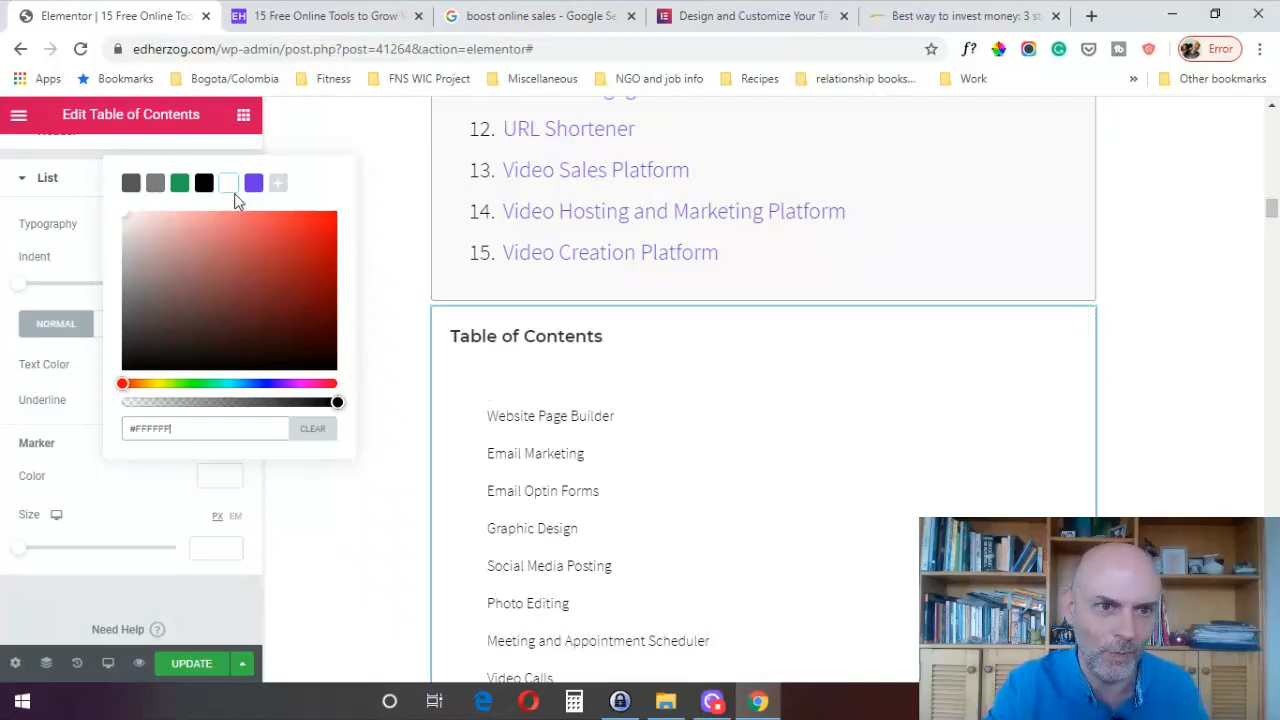 Elementor | 15 Free Online Tools
15 Free Online Tools to Grow
boost online sales - Google Se
Design and Customize Your Ta
Best way to invest money: 3 s
edherzog.com/wp-admin/post.php?post=41264&action=elementor#
f?
Error
Apps
Bookmarks
Bogota/Colombia
Fitness
FNS WIC Project
Miscellaneous
NGO and job info
Recipes
relationship books...
Work
»
Other bookmarks
Edit Table of Contents
List
Typography
Indent
NORMAL
Text Color
Underline
#FFFFFF
CLEAR
Marker
Color
Size
PX EM
Need Help ?
UPDATE
12. URL Shortener
13. Video Sales Platform
14. Video Hosting and Marketing Platform
15. Video Creation Platform
Table of Contents
Website Page Builder
Email Marketing
Email Optin Forms
Graphic Design
Social Media Posting
Photo Editing
Meeting and Appointment Scheduler
Video Calls